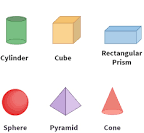 Cylinder
Cube
Rectangular
Prism
Sphere
Pyramid
Cone